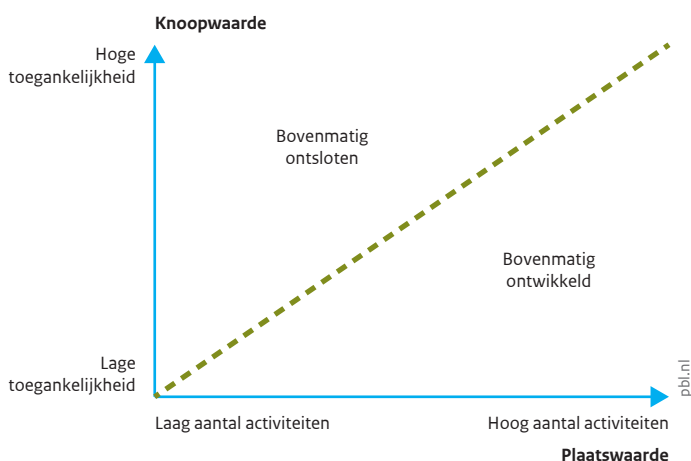 Knoopwaarde
Hoge
toegankelijkheid
Bovenmatig
ontsloten
Bovenmatig
ontwikkeld
Lage
toegankelijkheid
Laag aantal activiteiten
Hoog aantal activiteiten
Plaatswaarde
pbl.nl